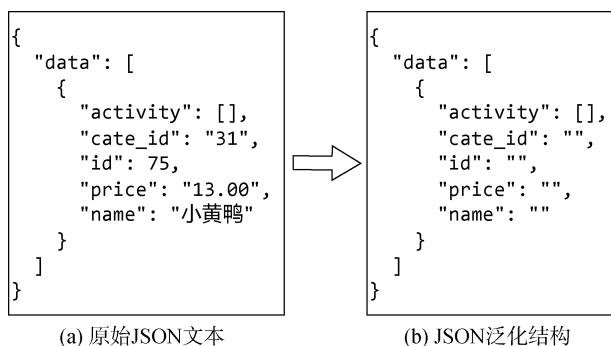 {
  "data": [
    {
      "activity": [],
      "cate_id": "31",
      "id": 75,
      "price": "13.00",
      "name": "小黄鸭"
    }
  ]
}
(a) 原始JSON文本
{
  "data": [
    {
      "activity": [],
      "cate_id": "",
      "id": "",
      "price": "",
      "name": ""
    }
  ]
}
(b) JSON泛化结构